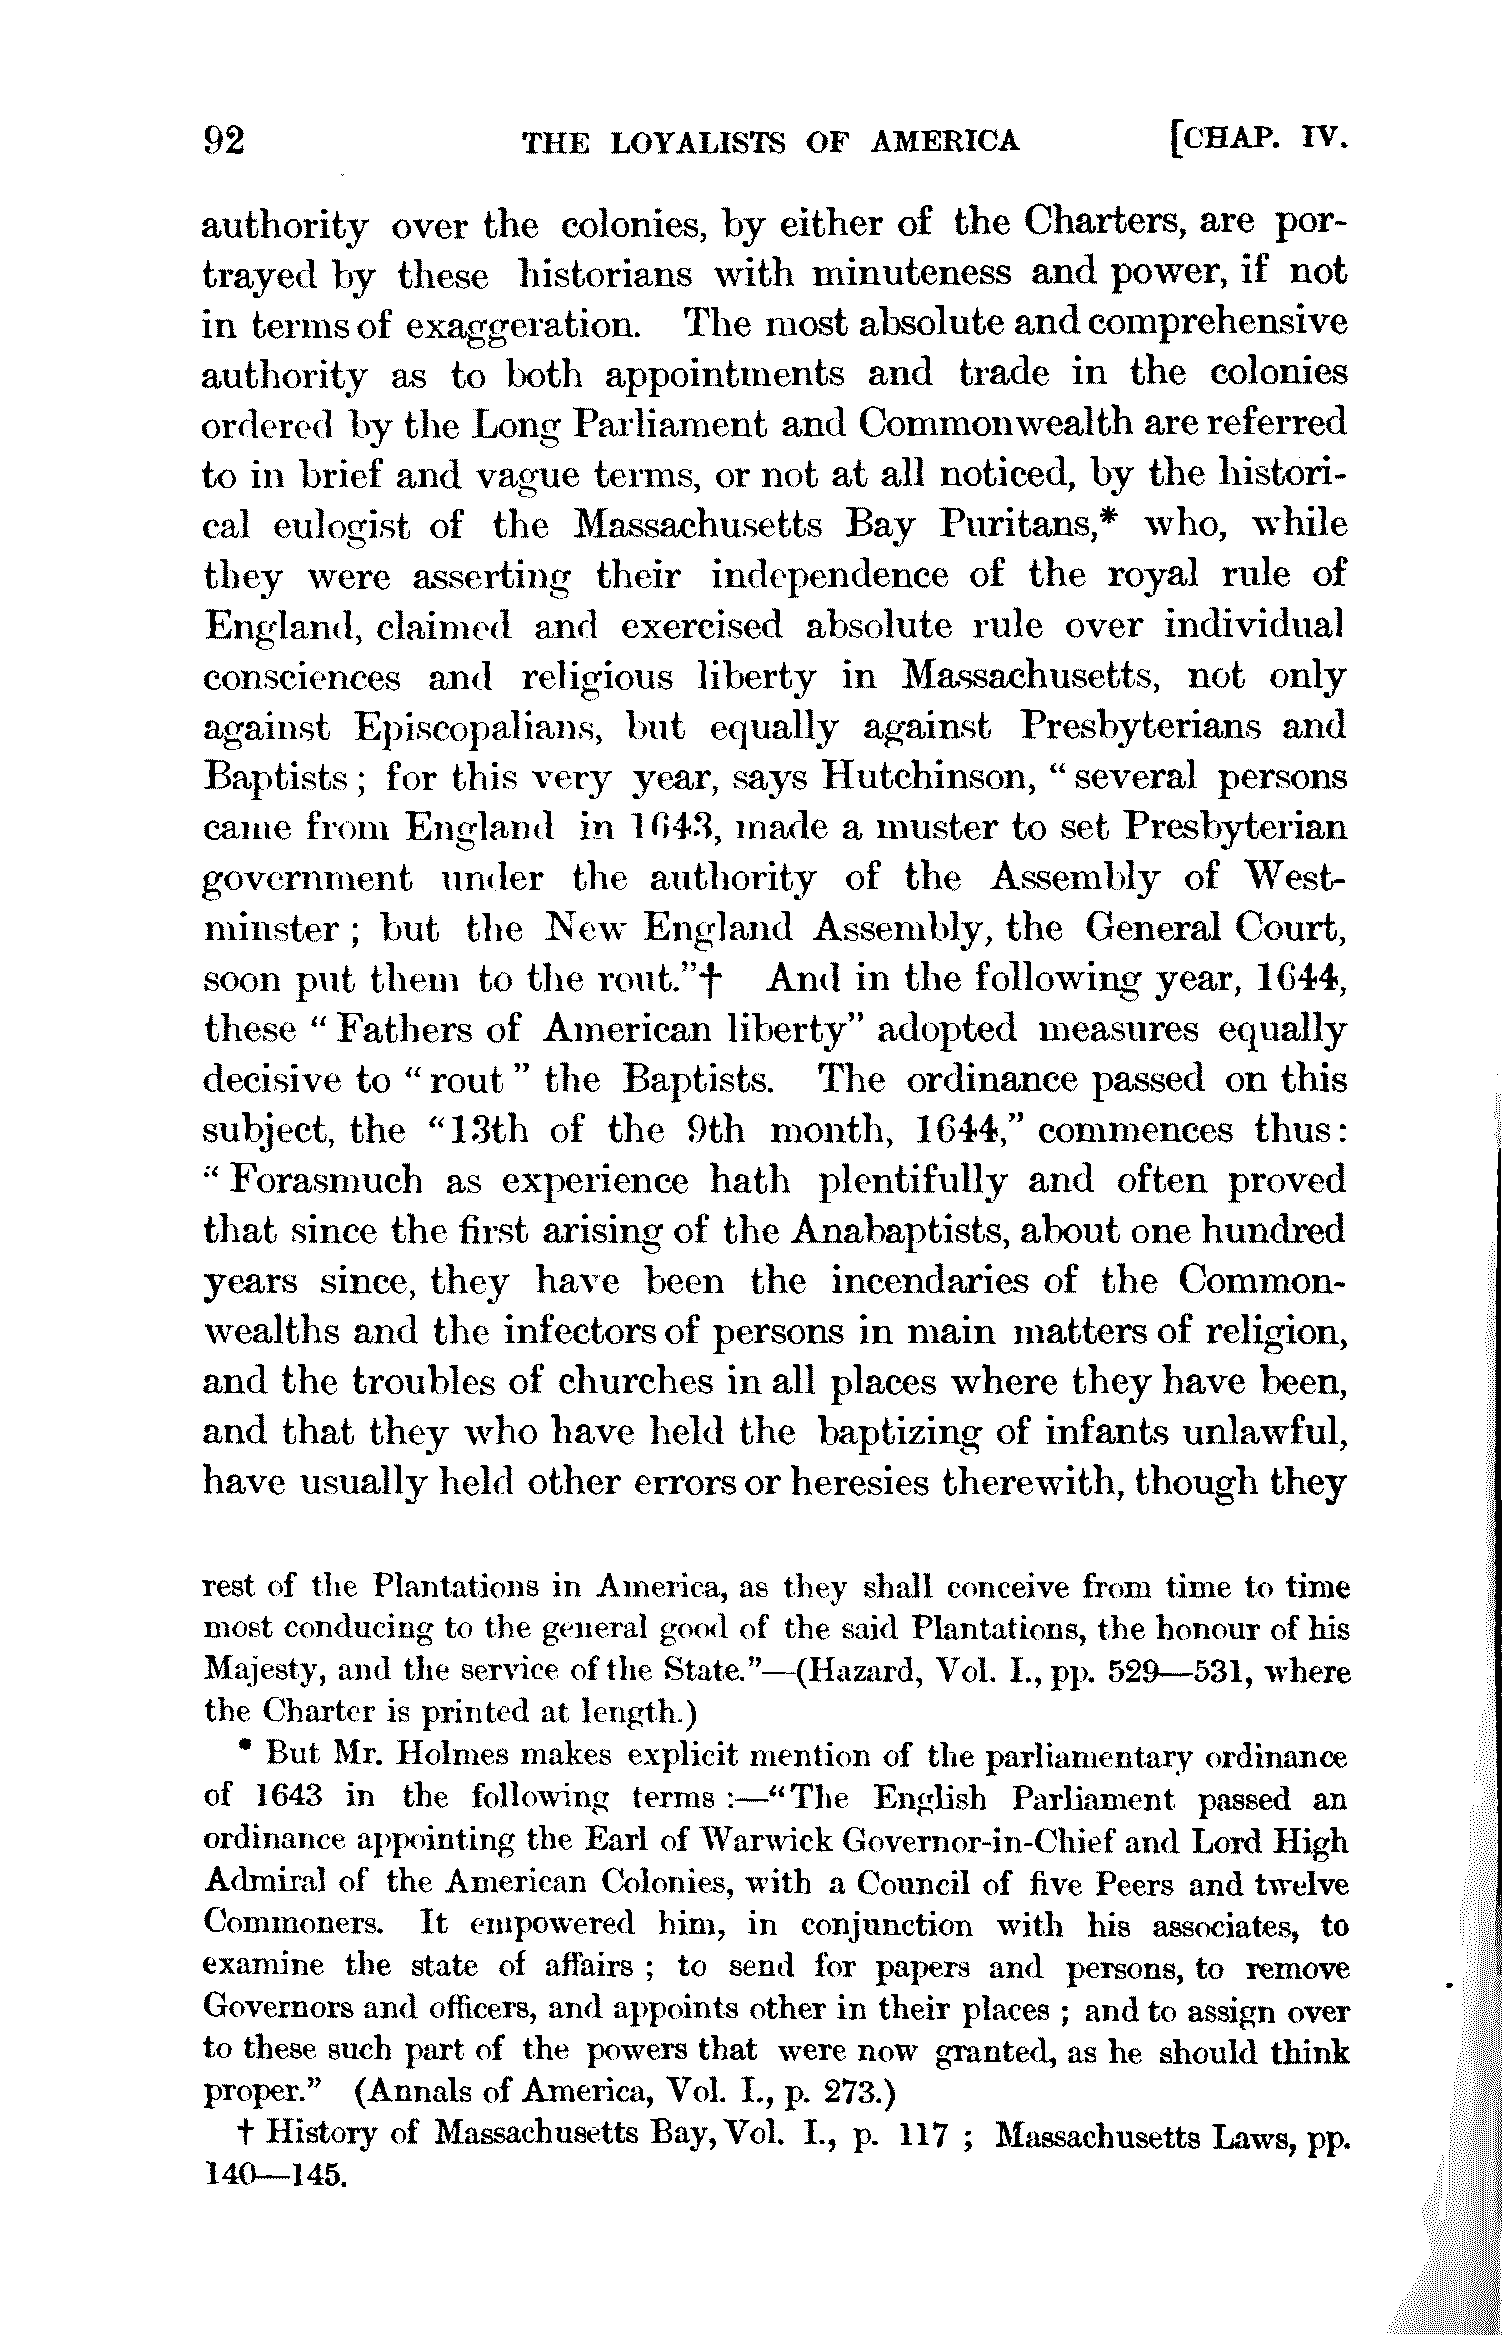 92 THE LOYALISTS OF AMERICA [CHAP. IV.
authority over the colonies, by either of the Charters, are por-
trayed by these historians with minuteness and power, if not
in terms of exaggeration. The most absolute and comprehensive
authority as to both appointments and trade in the colonies
ordered by the Long Parliament and Commonwealth are referred
to in brief and vague terms, or not at all noticed, by the histori-
cal eulogist of the Massachusetts Bay Puritans,* who, while
they were asserting their independence of the royal rule of
England, claimed and exercised absolute rule over individual
consciences and religious liberty in Massachusetts, not only
against Episcopalians, but equally against Presbyterians and
Baptists ; for this very year, says Hutchinson, “ several persons
came from England in 1643, made a muster to set Presbyterian
government under the authority of the Assembly of West-
minster ; but the New England Assembly, the General Court,
soon put them to the rout.”† And in the following year, 1644,
these “ Fathers of American liberty” adopted measures equally
decisive to “ rout ” the Baptists. The ordinance passed on this
subject, the “13th of the 9th month, 1644,” commences thus:
“ Forasmuch as experience hath plentifully and often proved
that since the first arising of the Anabaptists, about one hundred
years since, they have been the incendaries of the Common-
wealths and the infectors of persons in main matters of religion,
and the troubles of churches in all places where they have been,
and that they who have held the baptizing of infants unlawful,
have usually held other errors or heresies therewith, though they
rest of the Plantations in America, as they shall conceive from time to time
most conducing to the general good of the said Plantations, the honour of his
Majesty, and the service of the State.”—(Hazard, Vol. I., pp. 529—531, where
the Charter is printed at length.)
* But Mr. Holmes makes explicit mention of the parliamentary ordinance
of 1643 in the following terms :—“The English Parliament passed an
ordinance appointing the Earl of Warwick Governor-in-Chief and Lord High
Admiral of the American Colonies, with a Council of five Peers and twelve
Commoners. It empowered him, in conjunction with his associates, to
examine the state of affairs ; to send for papers and persons, to remove
Governors and officers, and appoints other in their places ; and to assign over
to these such part of the powers that were now granted, as he should think
proper.” (Annals of America, Vol. I., p. 273.)
† History of Massachusetts Bay, Vol. I., p. 117 ; Massachusetts Laws, pp.
140—145.